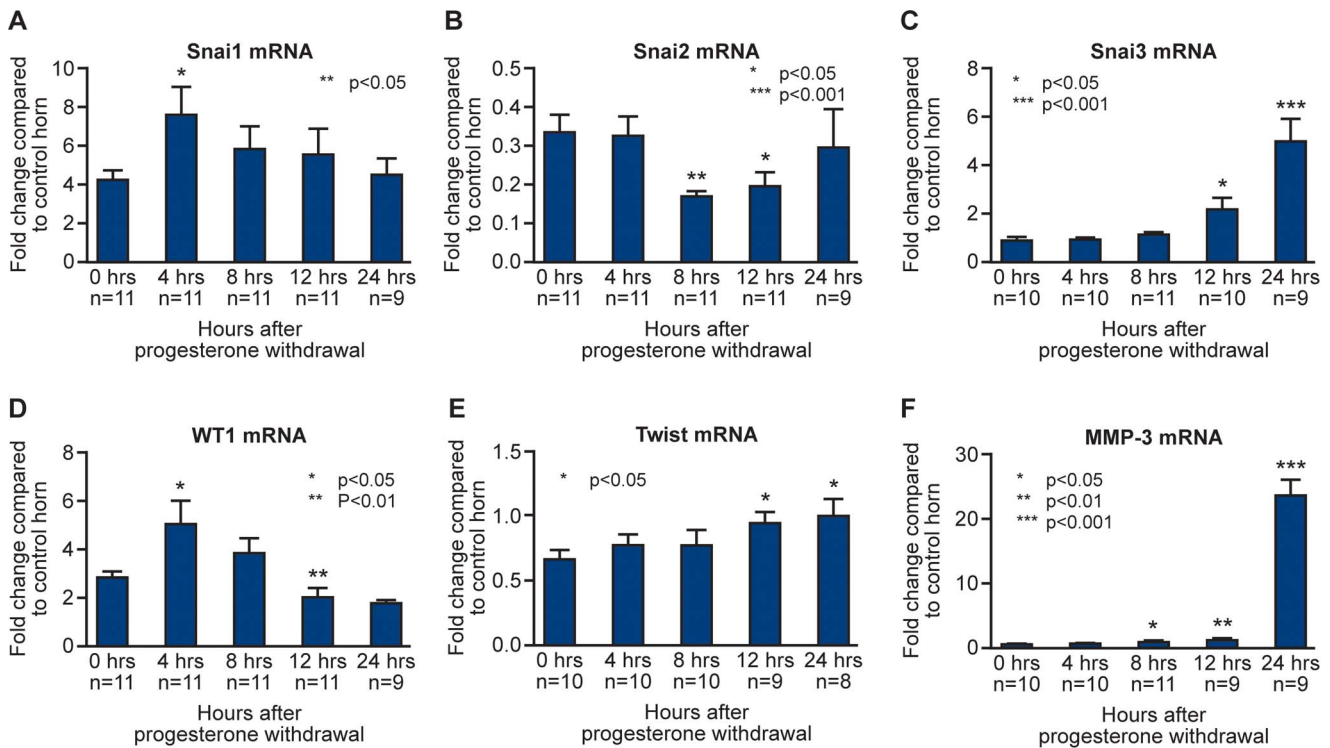 A
Snai1 mRNA
Fold change compared
to control horn
10
8
6
4
2
0
*
** p<0.05
0 hrs 4 hrs 8 hrs 12 hrs 24 hrs
n=11 n=11 n=11 n=11 n=9
Hours after
progesterone withdrawal
B
Snai2 mRNA
Fold change compared
to control horn
0.5
0.4
0.3
0.2
0.1
0.0
* p<0.05
*** p<0.001
** *
0 hrs 4 hrs 8 hrs 12 hrs 24 hrs
n=11 n=11 n=11 n=11 n=9
Hours after
progesterone withdrawal
C
Snai3 mRNA
Fold change compared
to control horn
8
6
4
2
0
* p<0.05
*** p<0.001
* ***
0 hrs 4 hrs 8 hrs 12 hrs 24 hrs
n=10 n=10 n=11 n=10 n=9
Hours after
progesterone withdrawal
D
WT1 mRNA
Fold change compared
to control horn
8
6
4
2
0
* p<0.05
** P<0.01
* **
0 hrs 4 hrs 8 hrs 12 hrs 24 hrs
n=11 n=11 n=11 n=11 n=9
Hours after
progesterone withdrawal
E
Twist mRNA
Fold change compared
to control horn
1.5
1.0
0.5
0.0
* p<0.05
* *
0 hrs 4 hrs 8 hrs 12 hrs 24 hrs
n=10 n=10 n=10 n=9 n=8
Hours after
progesterone withdrawal
F
MMP-3 mRNA
Fold change compared
to control horn
30
20
10
0
* p<0.05
** p<0.01
*** p<0.001
* ** ***
0 hrs 4 hrs 8 hrs 12 hrs 24 hrs
n=10 n=10 n=11 n=9 n=9
Hours after
progesterone withdrawal